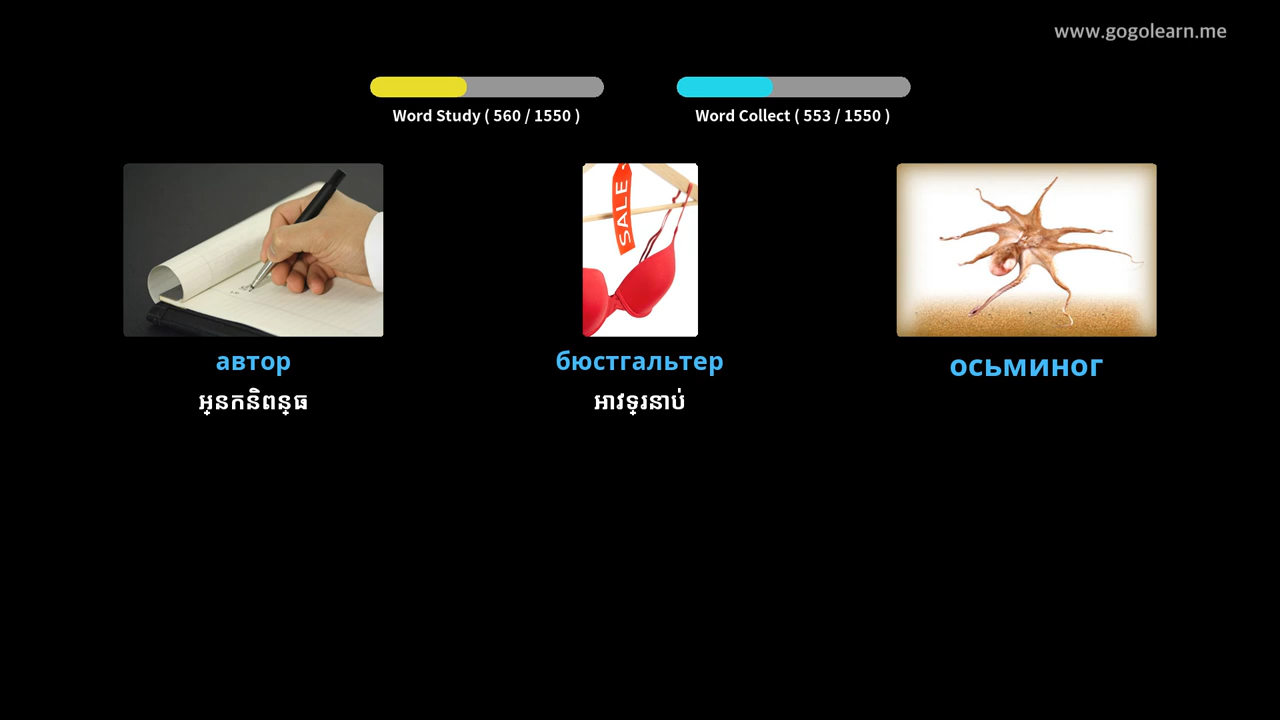 www.gogolearn.me
Word Study ( 560 / 1550 )
Word Collect ( 553 / 1550 )
SALE
автор
бюстгальтер
осьминог
អ្នកនិពន្ធ
អាវទ្រនាប់